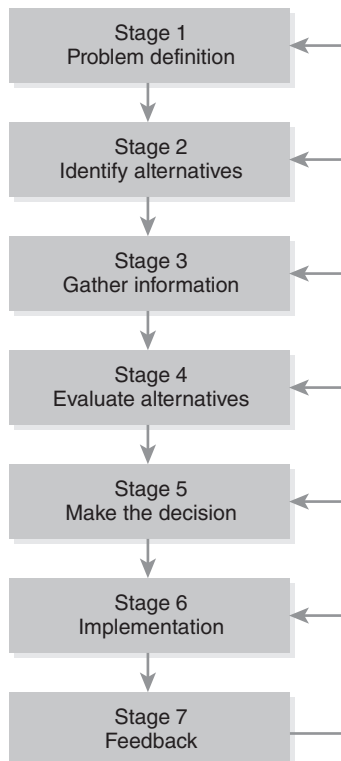 Stage 1
Problem definition
Stage 2
Identify alternatives
Stage 3
Gather information
Stage 4
Evaluate alternatives
Stage 5
Make the decision
Stage 6
Implementation
Stage 7
Feedback